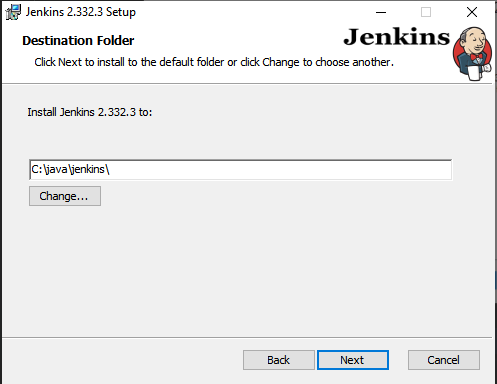 Jenkins 2.332.3 Setup
Destination Folder
Jenkins
Click Next to install to the default folder or click Change to choose another.
Install Jenkins 2.332.3 to:
C:\java\jenkins\
Change...
Back
Next
Cancel